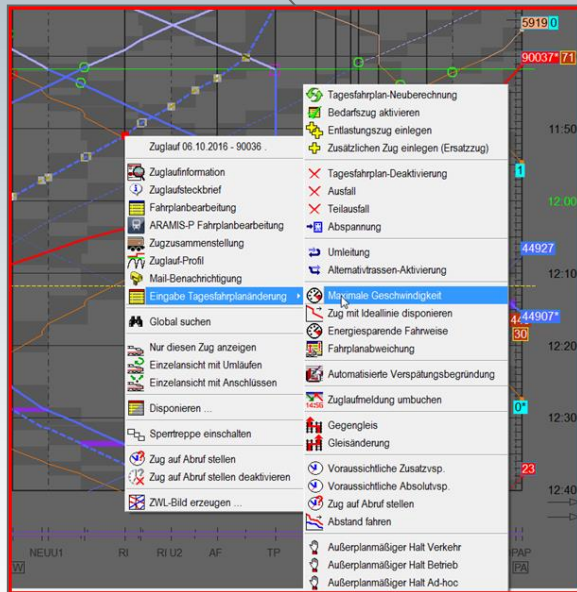 5919 0
90037* 71
11:50
1
12:00
44927
12:10
44907*
30
12:20
0*
12:30
23
12:40
Zuglauf 06.10.2016 - 90036 .
Zuglaufinformation
Zuglaufsteckbrief
Fahrplanbearbeitung
ARAMIS-P Fahrplanbearbeitung
Zugzusammenstellung
Zuglauf-Profil
Mail-Benachrichtigung
Eingabe Tagesfahrplanänderung
Global suchen
Nur diesen Zug anzeigen
Einzelansicht mit Umläufen
Einzelansicht mit Anschlüssen
Disponieren ...
Sperrtreppe einschalten
Zug auf Abruf stellen
Zug auf Abruf stellen deaktivieren
ZWL-Bild erzeugen ...
Tagesfahrplan-Neuberechnung
Bedarfszug aktivieren
Entlastungszug einlegen
Zusätzlichen Zug einlegen (Ersatzzug)
Tagesfahrplan-Deaktivierung
Ausfall
Teilausfall
Abspannung
Umleitung
Alternativtrassen-Aktivierung
Maximale Geschwindigkeit
Zug mit Ideallinie disponieren
Energiesparende Fahrweise
Fahrplanabweichung
Automatisierte Verspätungsbegründung
Zuglaufmeldung umbuchen
Gegengleis
Gleisänderung
Voraussichtliche Zusatzvsp.
Voraussichtliche Absolutvsp.
Zug auf Abruf stellen
Abstand fahren
Außerplanmäßiger Halt Verkehr
Außerplanmäßiger Halt Betrieb
Außerplanmäßiger Halt Ad-hoc
NEUU1 RI RI U2 AF TP
W PA